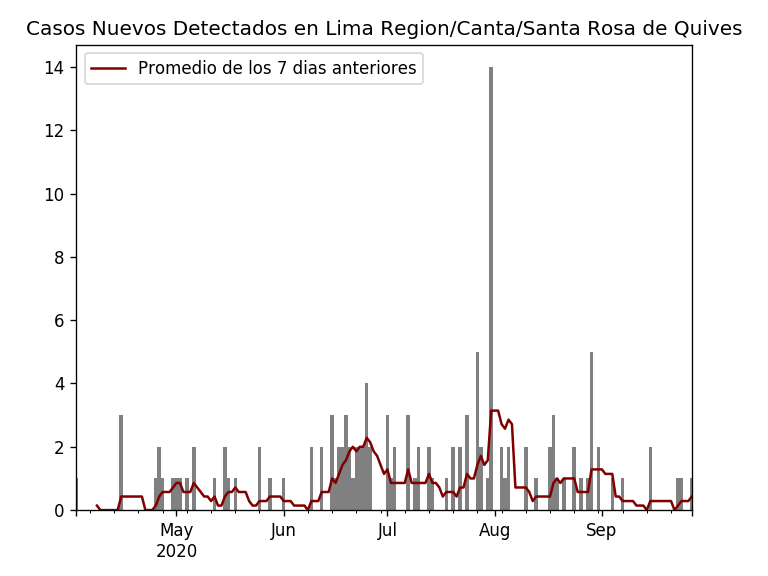 Casos Nuevos Detectados en Lima Region/Canta/Santa Rosa de Quives
Promedio de los 7 dias anteriores
14
12
10
8
6
4
2
0
May
2020
Jun
Jul
Aug
Sep